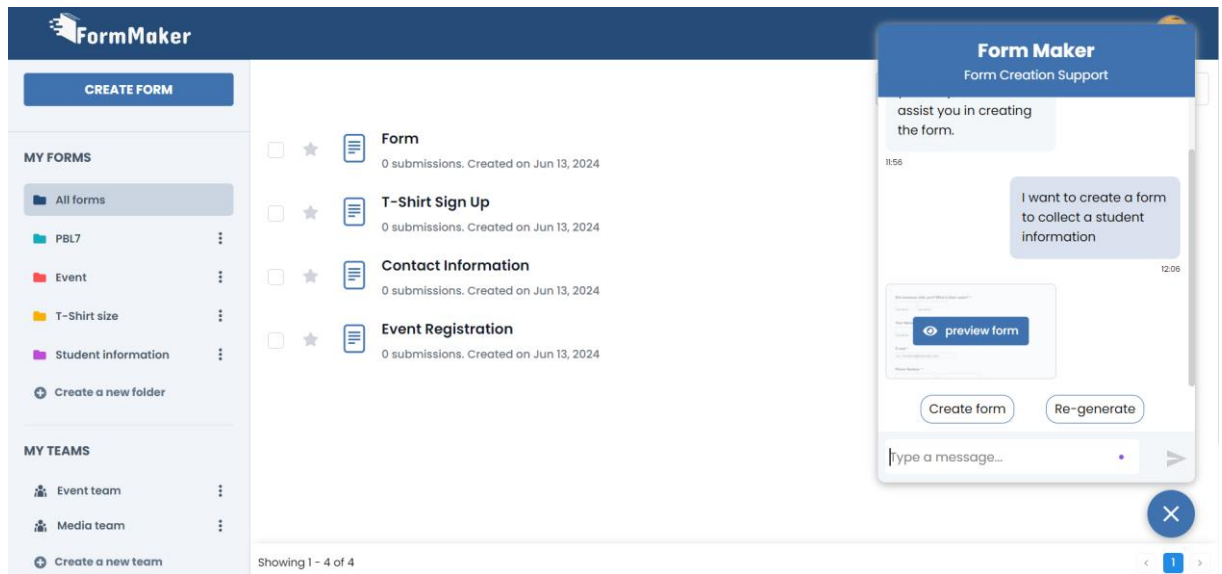 FormMaker
CREATE FORM
MY FORMS
All forms
PBL7
Event
T-Shirt size
Student information
Create a new folder
MY TEAMS
Event team
Media team
Create a new team
Form
0 submissions. Created on Jun 13, 2024
T-Shirt Sign Up
0 submissions. Created on Jun 13, 2024
Contact Information
0 submissions. Created on Jun 13, 2024
Event Registration
0 submissions. Created on Jun 13, 2024
Showing 1 - 4 of 4
1
Form Maker
Form Creation Support
assist you in creating
the form.
11:56
I want to create a form
to collect a student
information
12:06
preview form
Create form
Re-generate
Type a message...